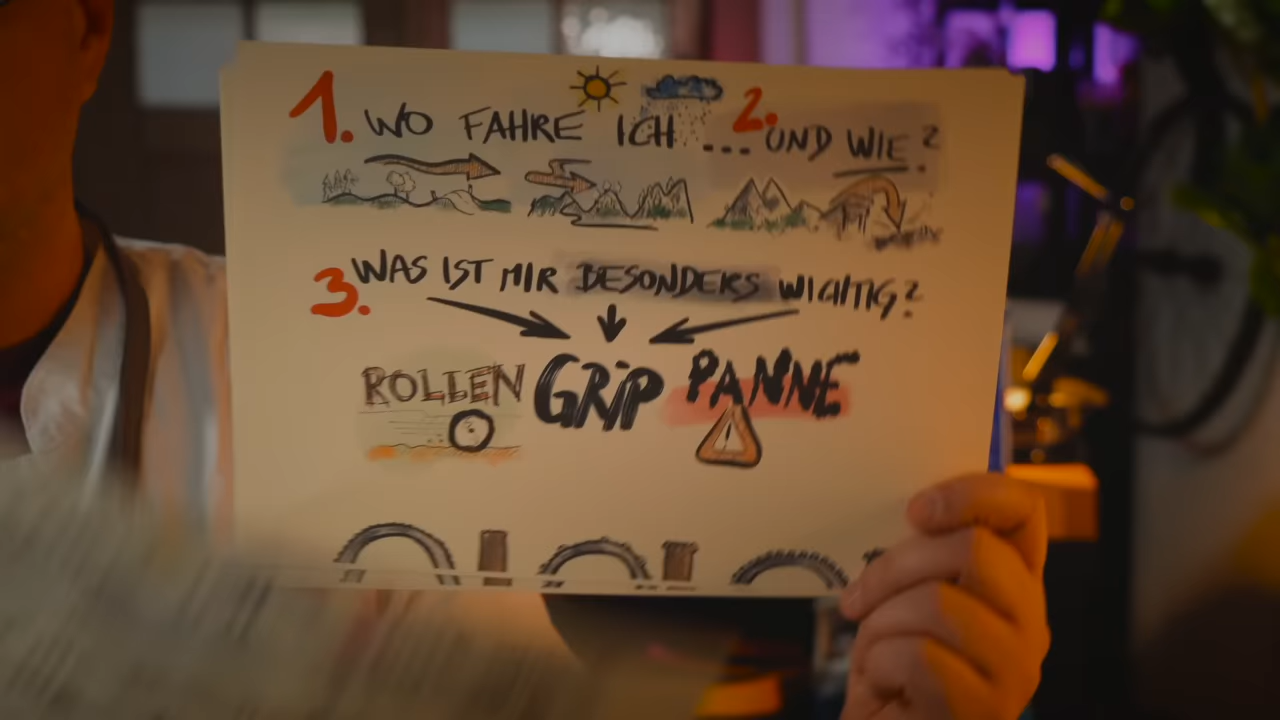 1. WO FAHRE ICH ... 2. UND WIE?
3. WAS IST MIR BESONDERS WICHTIG?
ROLLEN GRIP PANNE